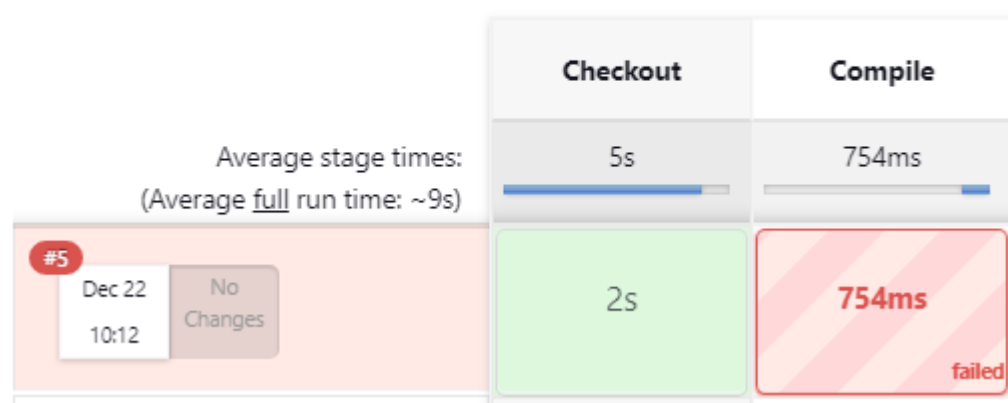 Checkout Compile
Average stage times: 5s 754ms
(Average full run time: ~9s)
#5
Dec 22 No
Changes
10:12
2s 754ms
failed